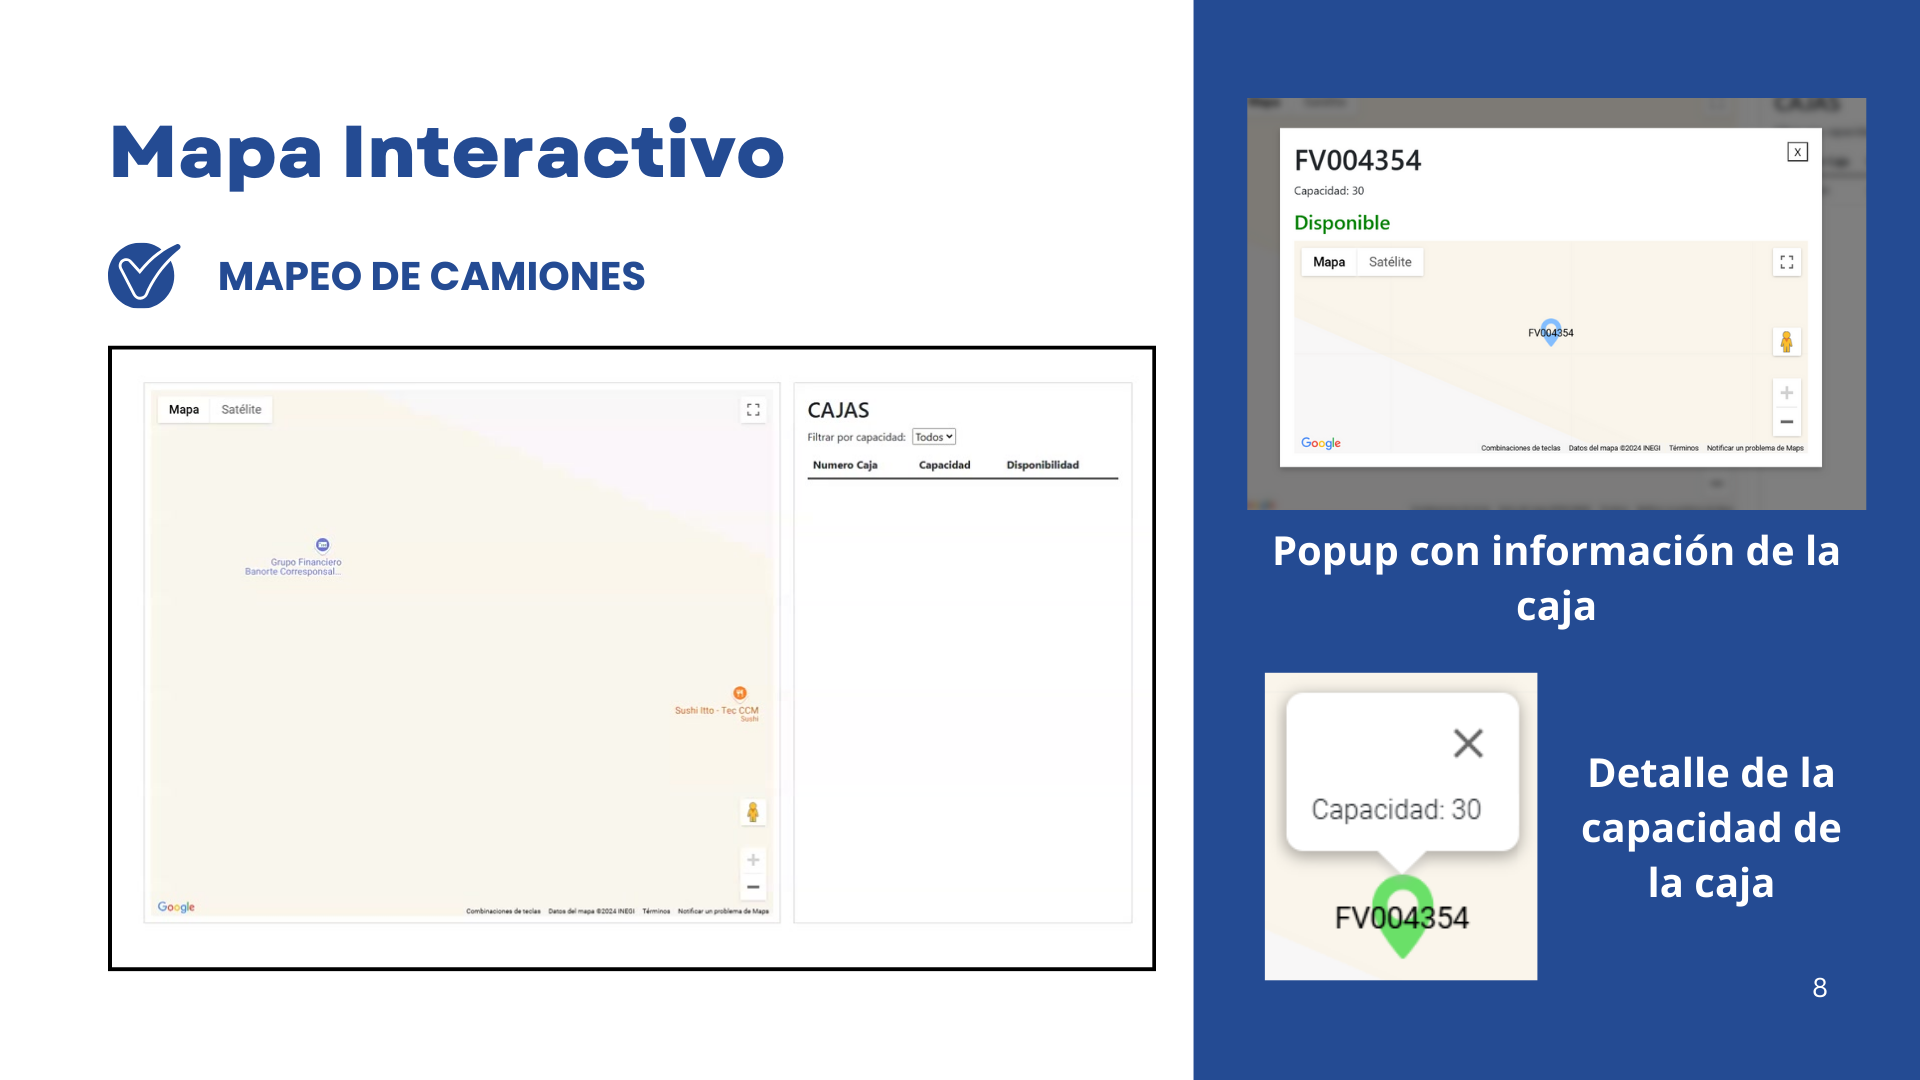 Mapa Interactivo
MAPEO DE CAMIONES
Mapa Satélite
Grupo Financiero
Banorte Corresponsal...
Sushi Itto - Tec CCM
Sushi
Google
Combinaciones de teclas Datos del mapa ©2024 INEGI Términos Notificar un problema de Maps
CAJAS
Filtrar por capacidad: Todos
Numero Caja Capacidad Disponibilidad
CAJAS
FV004354
X
Capacidad: 30
Disponible
Mapa Satélite
FV004354
Google
Combinaciones de teclas Datos del mapa ©2024 INEGI Términos Notificar un problema de Maps
Popup con información de la
caja
Capacidad: 30
FV004354
Detalle de la
capacidad de
la caja
8